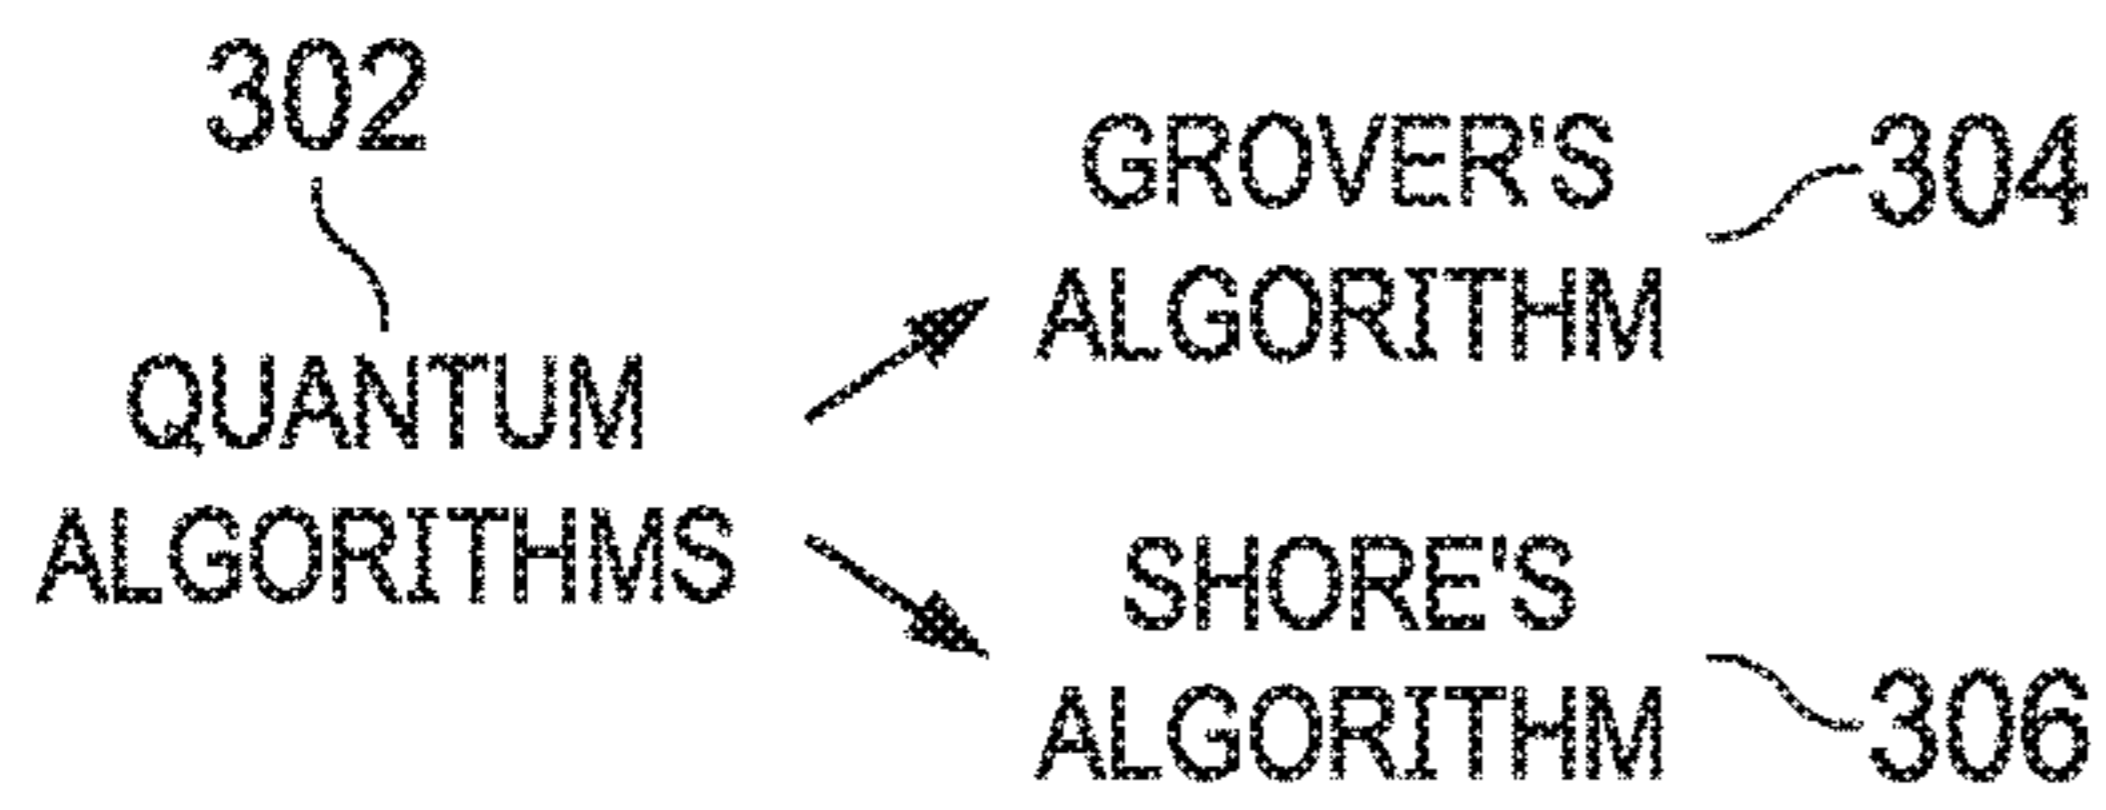 302
QUANTUM
ALGORITHMS
GROVER'S
ALGORITHM
304
SHORE'S
ALGORITHM
306